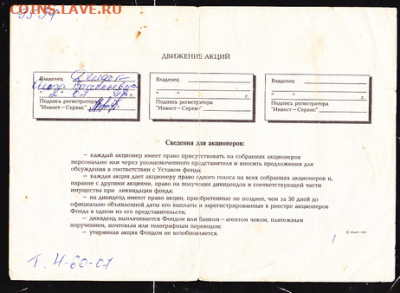 COINS.LAVE.RU
ДВИЖЕНИЕ АКЦИЙ
Владелец
Подпись регистратора
"Инвест – Сервис"
Владелец
" " г.
Подпись регистратора
"Инвест – Сервис"
Владелец
" " г.
Подпись регистратора
"Инвест – Сервис"
Сведения для акционеров:
– каждый акционер имеет право присутствовать на собраниях акционеров
персонально или через уполномоченного представителя и вносить предложения для
обсуждения в соответствии с Уставом фонда;
– каждая акция дает акционеру право одного голоса на всех собраниях акционеров и,
наравне с другими акциями, право на получение дивидендов и соответствующей части
имущества при ликвидации фонда;
– на дивиденд имеют право акции, приобретенные не позднее, чем за 30 дней до
официально объявленной даты его выплаты и зарегистрированные в реестре акционеров
Фонда в одном из его представительств;
– дивиденд выплачивается Фондом или банком–агентом чеком, платежным
поручением, почтовым или телеграфным переводом;
– утерянная акция Фондом не возобновляется.
Т. 4-60-07